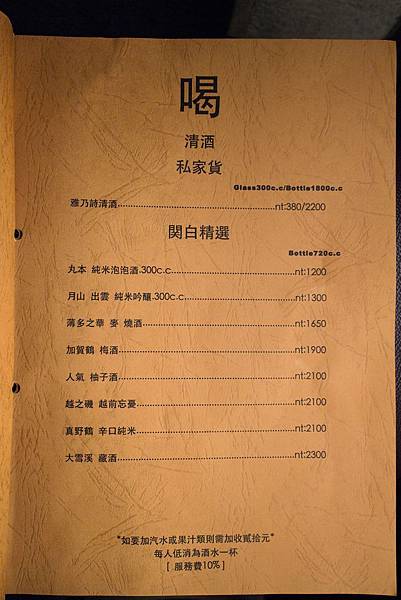 喝
清酒
私家貨
Glass300c.c/Bottle1800c.c
雅乃詩清酒 nt:380/2200
関白精選
Bottle720c.c
丸本 純米泡泡酒.300c.c nt:1200
月山 出雲 純米吟釀.300c.c nt:1300
薄多之華 麥 燒酒 nt:1650
加賀鶴 梅酒 nt:1900
人氣 柚子酒 nt:2100
越之磯 越前忘憂 nt:2100
真野鶴 辛口純米 nt:2100
大雪溪 藏酒 nt:2300
*如要加汽水或果汁類則需加收貳拾元*
每人低消為酒水一杯
[ 服務費10% ]